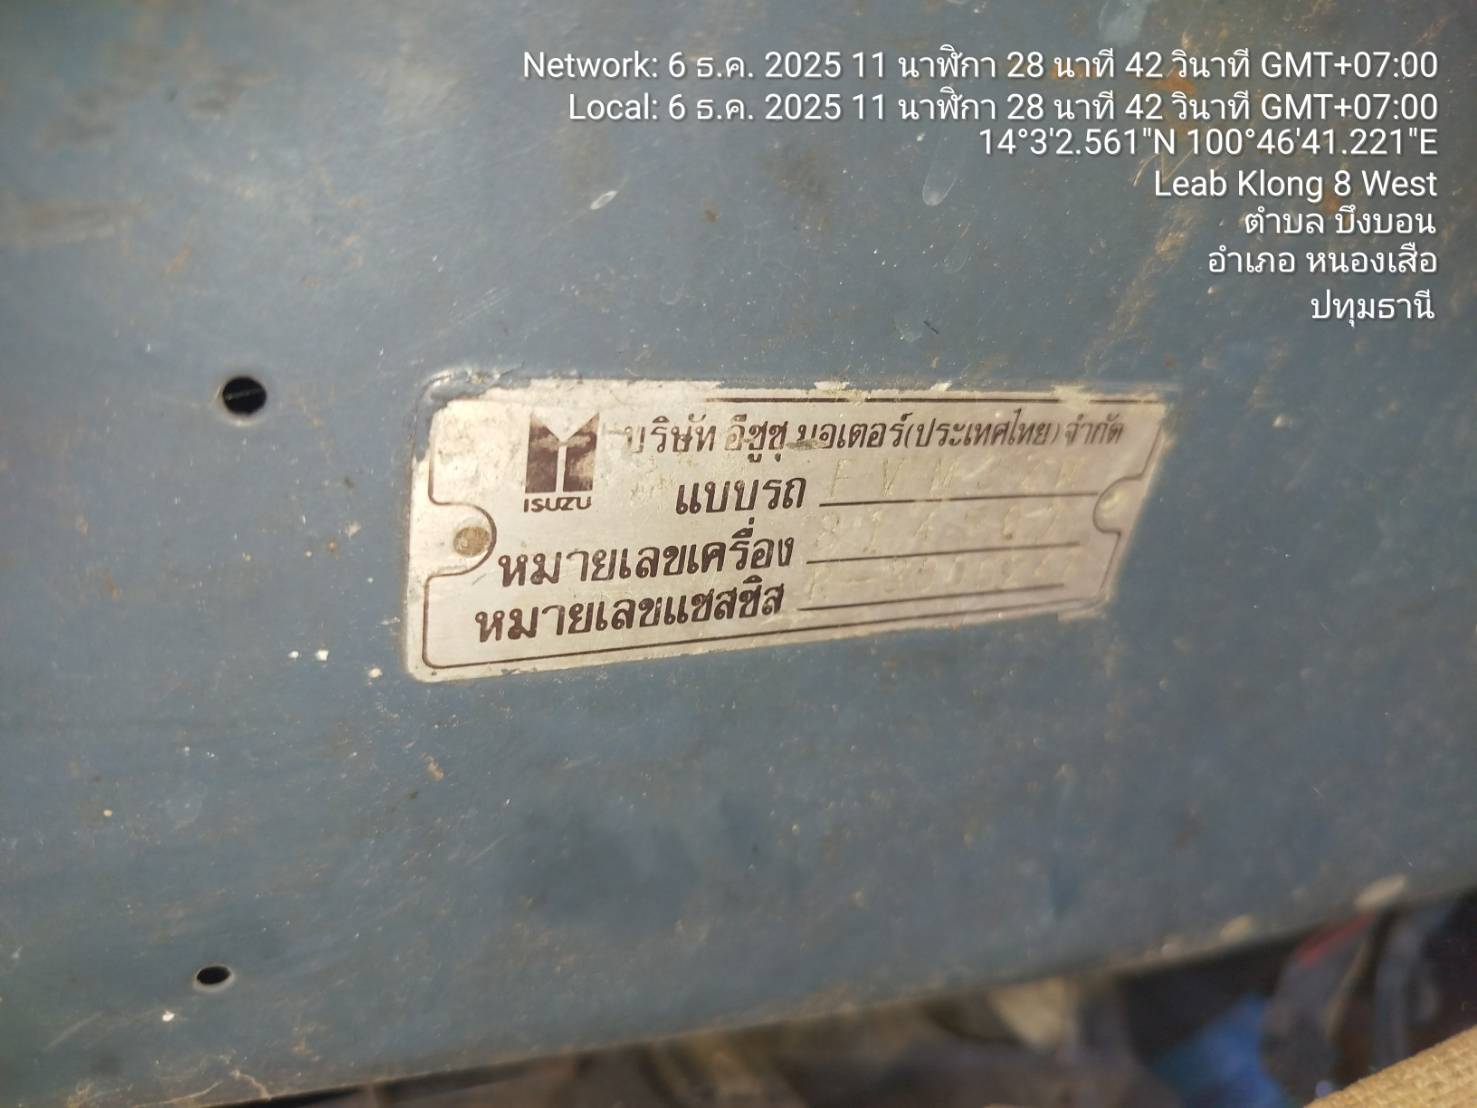 Network: 6 ธ.ค. 2025 11 นาฬิกา 28 นาที 42 วินาที GMT+07:00
Local: 6 ธ.ค. 2025 11 นาฬิกา 28 นาที 42 วินาที GMT+07:00
14°3'2.561"N 100°46'41.221"E
Leab Klong 8 West
ตำบล บึงบอน
อำเภอ หนองเสือ
ปทุมธานี
บริษัท อีซูซุ มอเตอร์(ประเทศไทย) จำกัด
ISUZU
แบบรถ
หมายเลขเครื่อง
หมายเลขแชสซิส